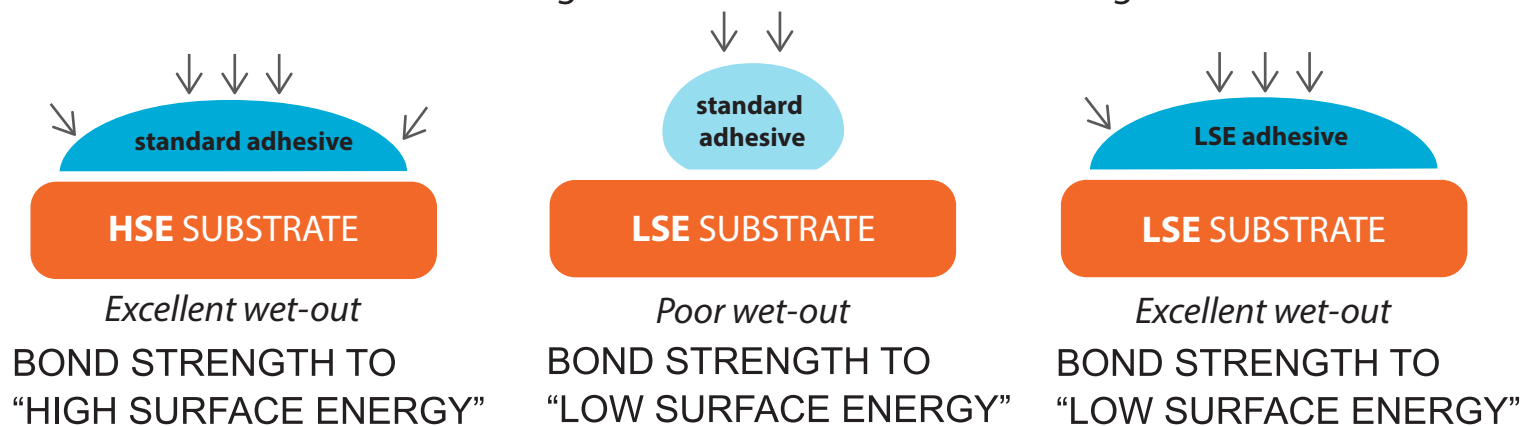 standard adhesive
HSE SUBSTRATE
Excellent wet-out
BOND STRENGTH TO
“HIGH SURFACE ENERGY”
standard
adhesive
LSE SUBSTRATE
Poor wet-out
BOND STRENGTH TO
“LOW SURFACE ENERGY”
LSE adhesive
LSE SUBSTRATE
Excellent wet-out
BOND STRENGTH TO
“LOW SURFACE ENERGY”